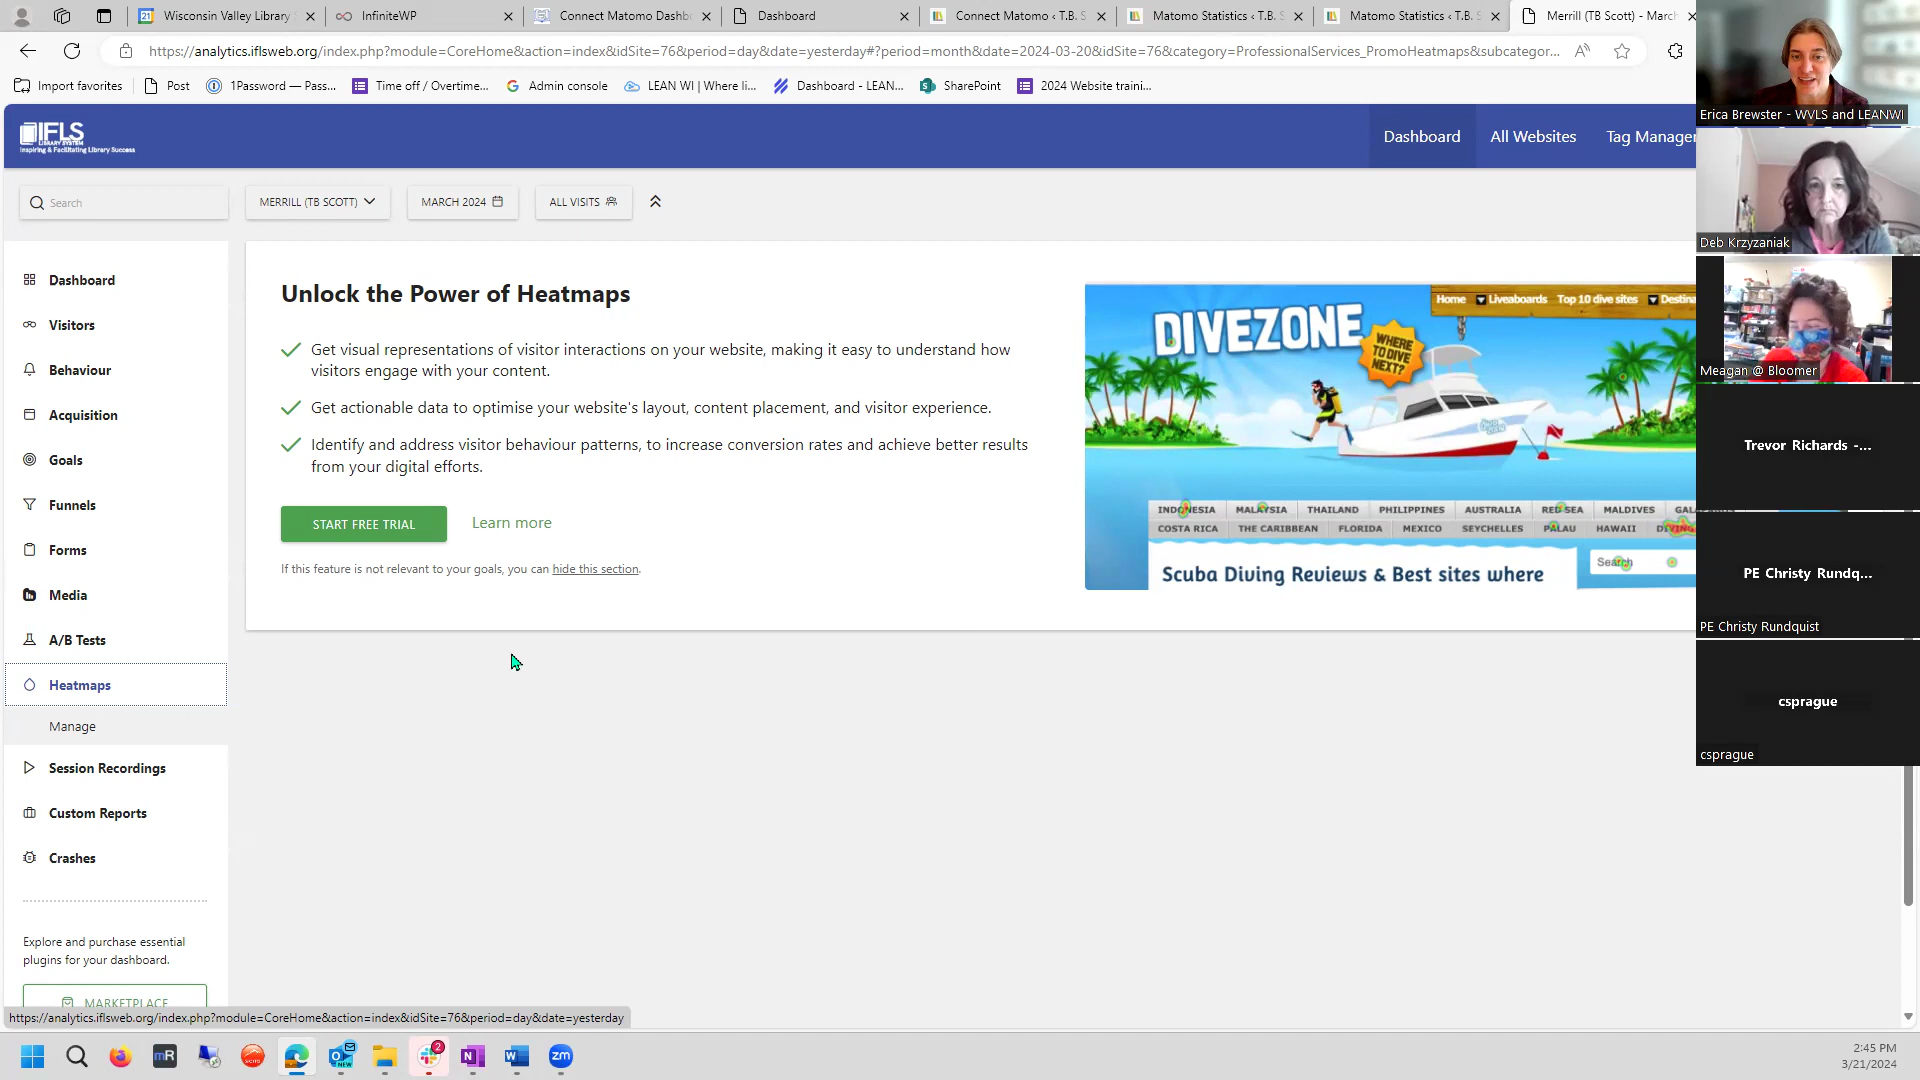 Wisconsin Valley Library
InfiniteWP
Connect Matomo Dashb
Dashboard
Connect Matomo ‹ T.B. S
Matomo Statistics ‹ T.B. S
Matomo Statistics ‹ T.B. S
Merrill (TB Scott) - March
https://analytics.iflsweb.org/index.php?module=CoreHome&action=index&idSite=76&period=day&date=yesterday#?period=month&date=2024-03-20&idSite=76&category=ProfessionalServices_PromoHeatmaps&subcategor...
Import favorites
Post
1Password — Pass...
Time off / Overtime...
Admin console
LEAN WI | Where li...
Dashboard - LEAN...
SharePoint
2024 Website traini...
IFLS
LIBRARY SYSTEM
Inspiring & Facilitating Library Success
Dashboard
All Websites
Tag Manager
Search
MERRILL (TB SCOTT)
MARCH 2024
ALL VISITS
Dashboard
Visitors
Behaviour
Acquisition
Goals
Funnels
Forms
Media
A/B Tests
Heatmaps
Manage
Session Recordings
Custom Reports
Crashes
Explore and purchase essential
plugins for your dashboard.
MARKETPLACE
Unlock the Power of Heatmaps
Get visual representations of visitor interactions on your website, making it easy to understand how
visitors engage with your content.
Get actionable data to optimise your website's layout, content placement, and visitor experience.
Identify and address visitor behaviour patterns, to increase conversion rates and achieve better results
from your digital efforts.
START FREE TRIAL
Learn more
If this feature is not relevant to your goals, you can hide this section.
Home Liveaboards Top 10 dive sites Destina
DIVEZONE
WHERE
TO DIVE
NEXT?
INDONESIA MALAYSIA THAILAND PHILIPPINES AUSTRALIA RED SEA MALDIVES GAL
COSTA RICA THE CARIBBEAN FLORIDA MEXICO SEYCHELLES PALAU HAWAII DIVING
Search
Scuba Diving Reviews & Best sites where
Erica Brewster - WVLS and LEANWI
Deb Krzyzaniak
Meagan @ Bloomer
Trevor Richards -...
PE Christy Rundq...
PE Christy Rundquist
csprague
csprague
https://analytics.iflsweb.org/index.php?module=CoreHome&action=index&idSite=76&period=day&date=yesterday
2:45 PM
3/21/2024